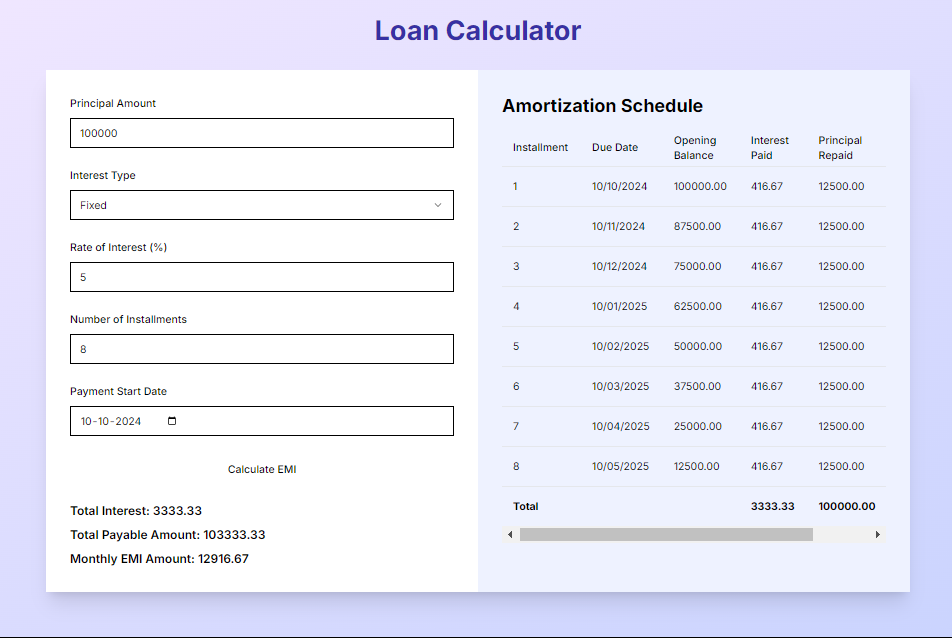 Loan Calculator
Principal Amount
100000
Interest Type
Fixed
Rate of Interest (%)
5
Number of Installments
8
Payment Start Date
10-10-2024
Calculate EMI
Total Interest: 3333.33
Total Payable Amount: 103333.33
Monthly EMI Amount: 12916.67
Amortization Schedule
Installment Due Date Opening Balance Interest Paid Principal Repaid
1 10/10/2024 100000.00 416.67 12500.00
2 10/11/2024 87500.00 416.67 12500.00
3 10/12/2024 75000.00 416.67 12500.00
4 10/01/2025 62500.00 416.67 12500.00
5 10/02/2025 50000.00 416.67 12500.00
6 10/03/2025 37500.00 416.67 12500.00
7 10/04/2025 25000.00 416.67 12500.00
8 10/05/2025 12500.00 416.67 12500.00
Total 3333.33 100000.00